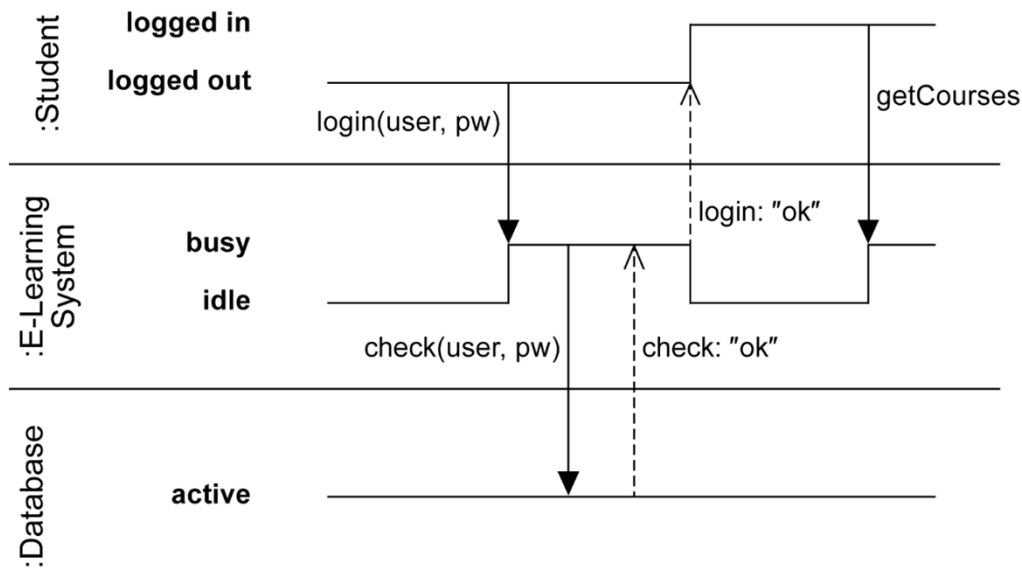 :Student
logged in
logged out
login(user, pw)
getCourses
:E-Learning
System
busy
idle
login: "ok"
check(user, pw)
check: "ok"
:Database
active